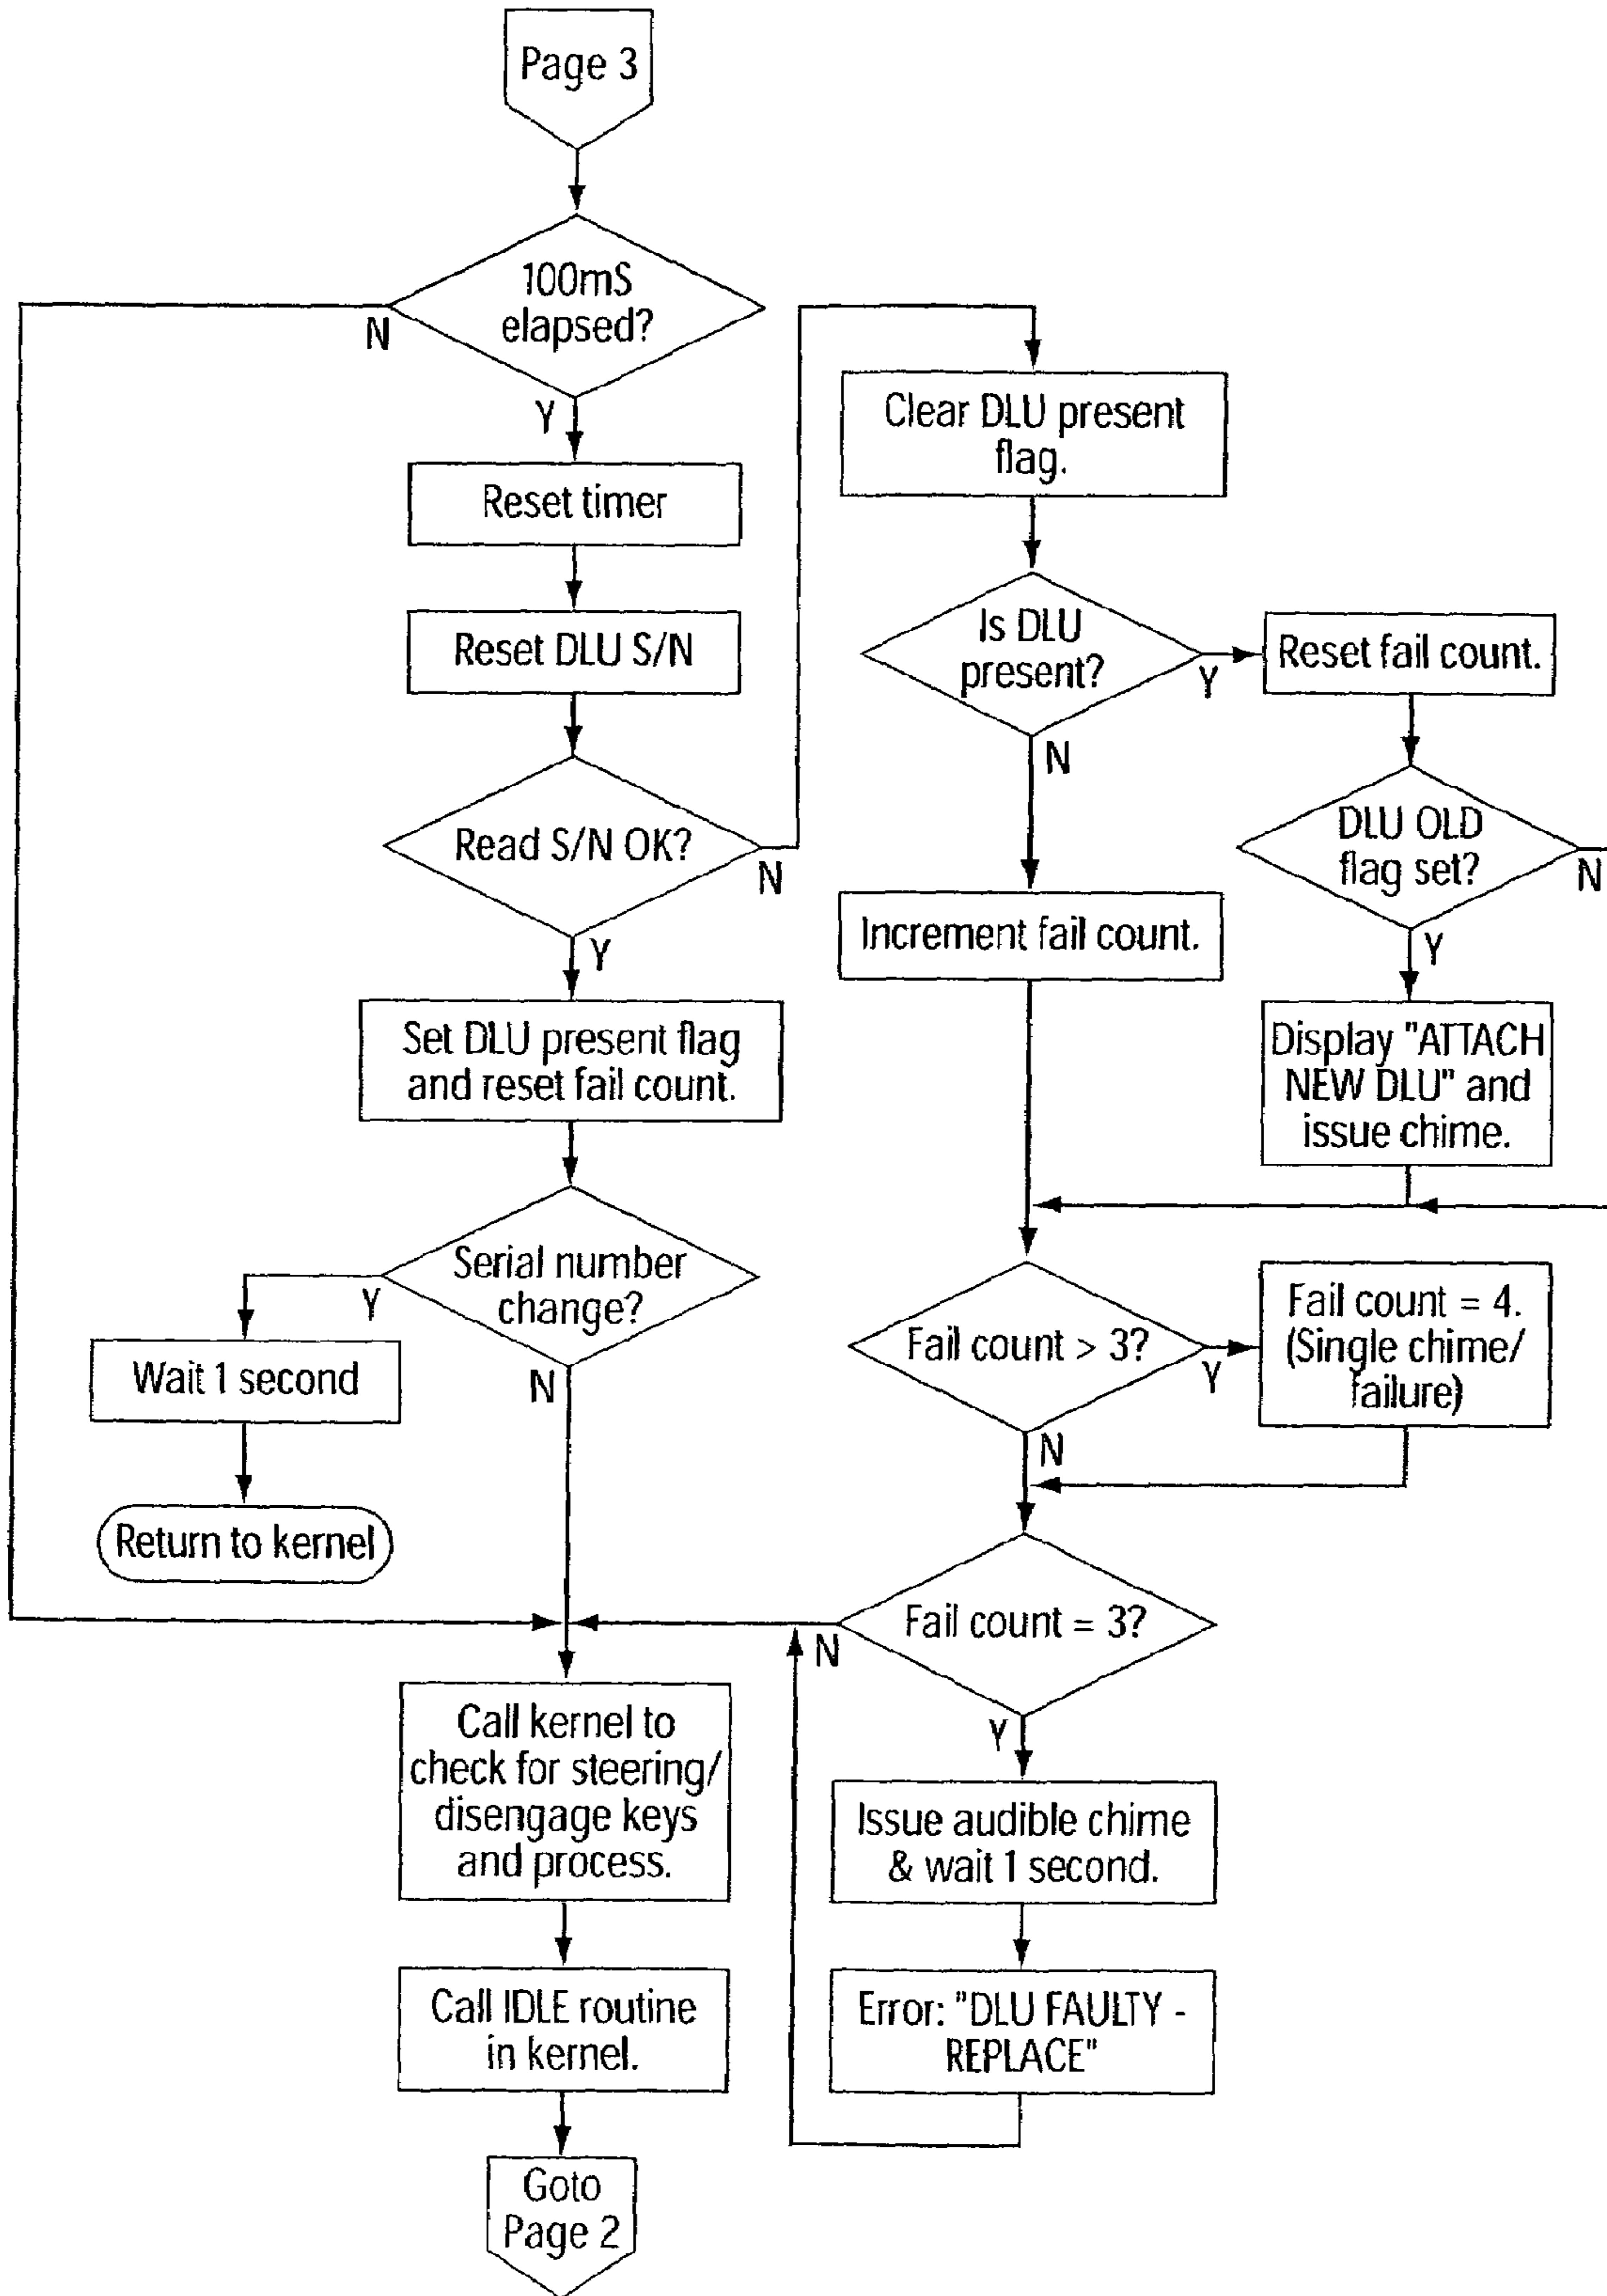 Page 3
100mS
elapsed?
N
Y
Reset timer
Reset DLU S/N
Read S/N OK?
N
Y
Set DLU present flag
and reset fail count.
Serial number
change?
Y
N
Wait 1 second
Return to kernel
Call kernel to
check for steering/
disengage keys
and process.
Call IDLE routine
in kernel.
Goto
Page 2
Clear DLU present
flag.
Is DLU
present?
Y
N
Reset fail count.
DLU OLD
flag set?
N
Y
Display "ATTACH
NEW DLU" and
issue chime.
Increment fail count.
Fail count > 3?
Y
N
Fail count = 4.
(Single chime/
failure)
Fail count = 3?
N
Y
Issue audible chime
& wait 1 second.
Error: "DLU FAULTY -
REPLACE"